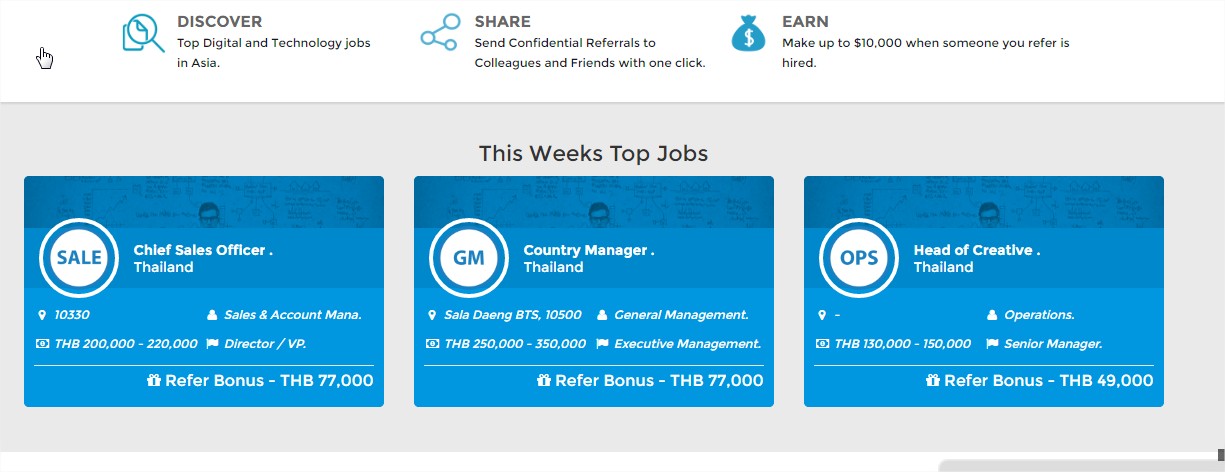 DISCOVER
Top Digital and Technology jobs
in Asia.
SHARE
Send Confidential Referrals to
Colleagues and Friends with one click.
EARN
Make up to $10,000 when someone you refer is
hired.
This Weeks Top Jobs
SALE
Chief Sales Officer .
Thailand
10330
Sales & Account Mana.
THB 200,000 - 220,000
Director / VP.
Refer Bonus - THB 77,000
GM
Country Manager .
Thailand
Sala Daeng BTS, 10500
General Management.
THB 250,000 - 350,000
Executive Management.
Refer Bonus - THB 77,000
OPS
Head of Creative .
Thailand
-
Operations.
THB 130,000 - 150,000
Senior Manager.
Refer Bonus - THB 49,000